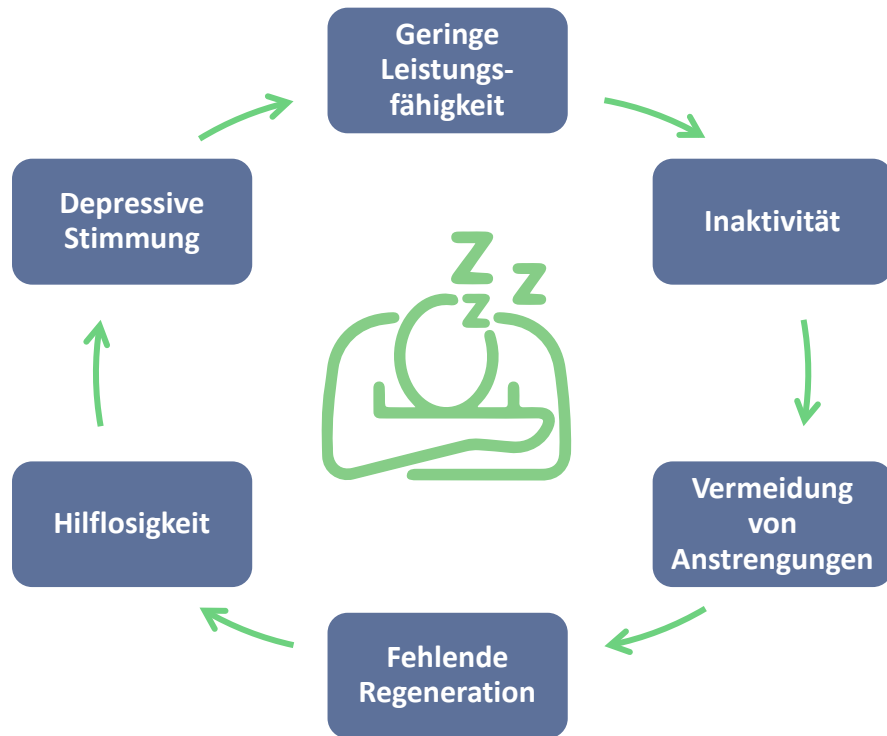 Geringe
Leistungs-
fähigkeit
Inaktivität
Vermeidung
von
Anstrengungen
Fehlende
Regeneration
Hilflosigkeit
Depressive
Stimmung
Z
Z
Z